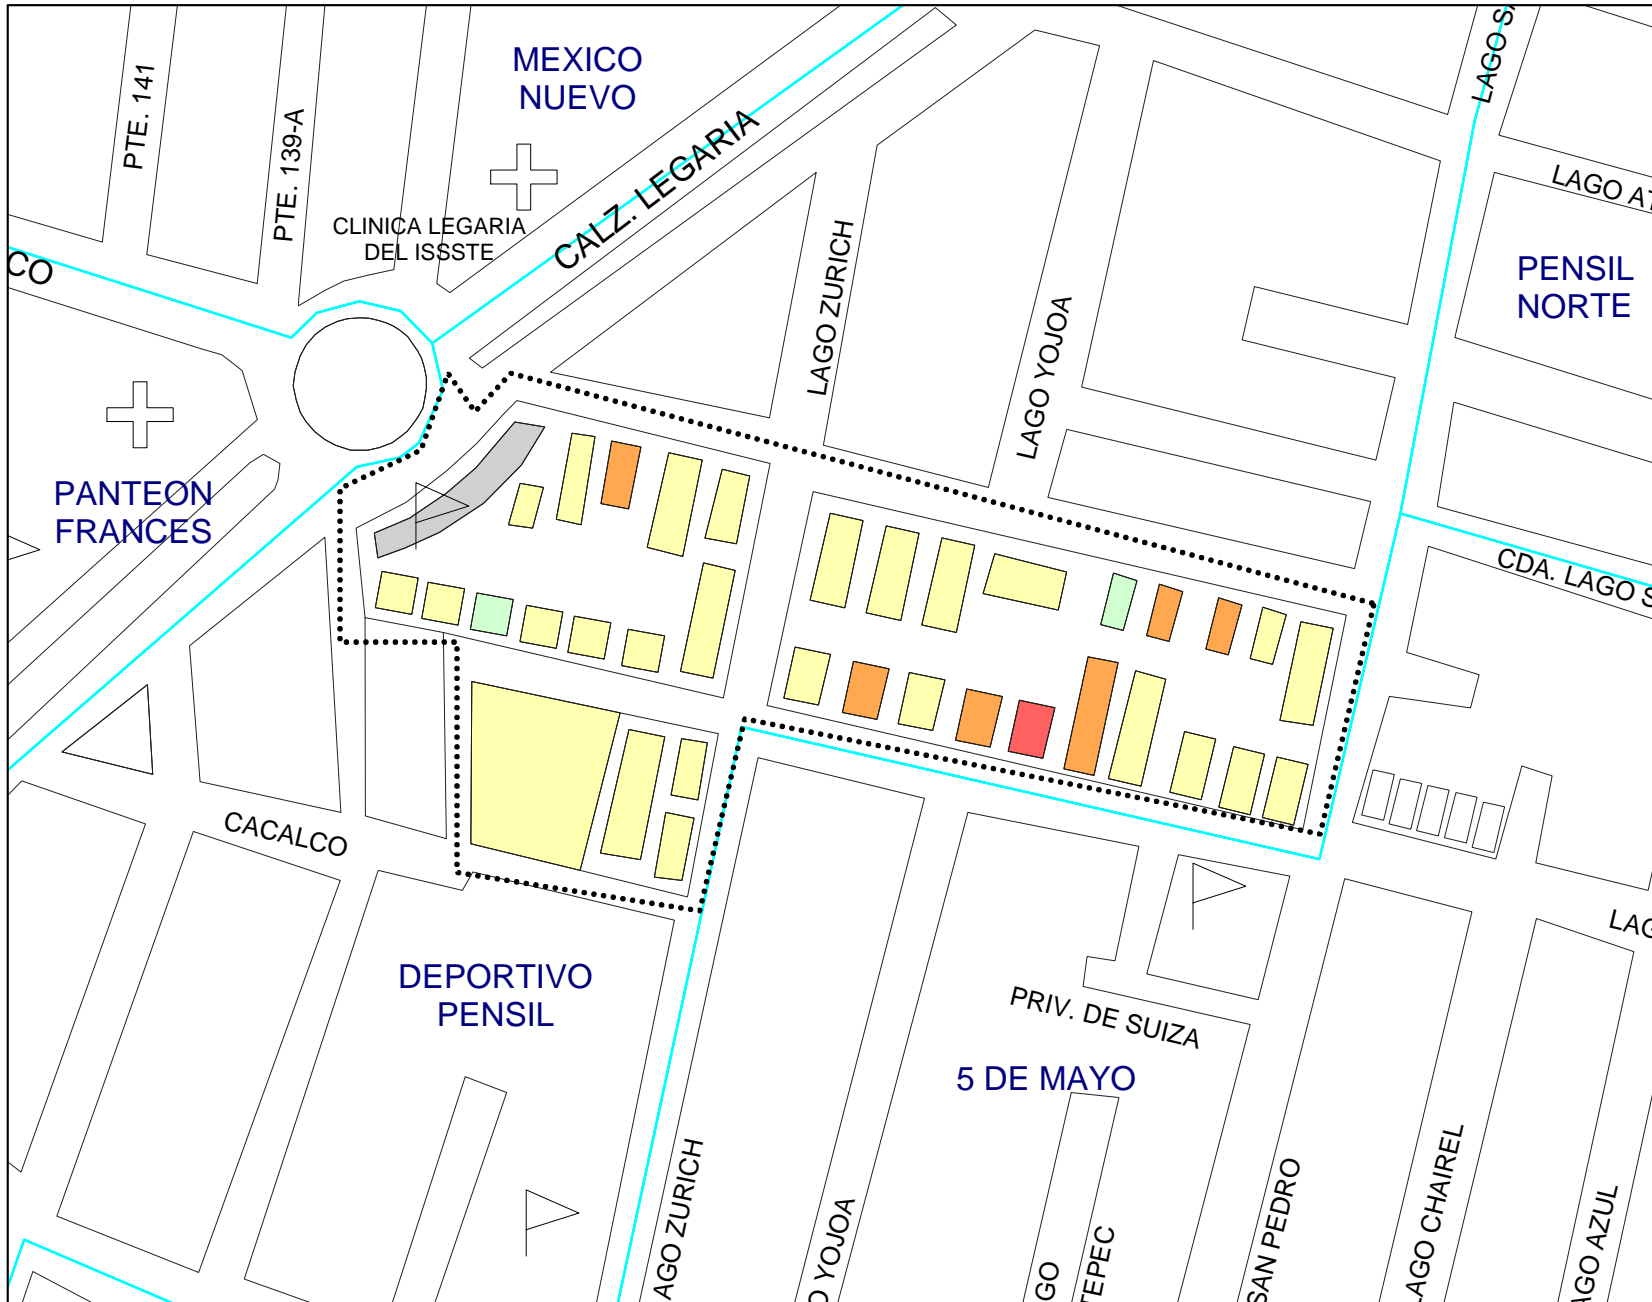 MEXICO
NUEVO
PTE. 141
PTE. 139-A
CALZ. LEGARIA
CLINICA LEGARIA
DEL ISSSTE
CO
LAGO ZURICH
LAGO YOJOA
LAGO
LAGO
PENSIL
NORTE
PANTEON
FRANCES
CDA. LAGO S
CACALCO
DEPORTIVO
PENSIL
PRIV. DE SUIZA
5 DE MAYO
LAG
AGO ZURICH
O YOJOA
GO
TEPEC
SAN PEDRO
LAGO CHAIREL
AGO AZUL